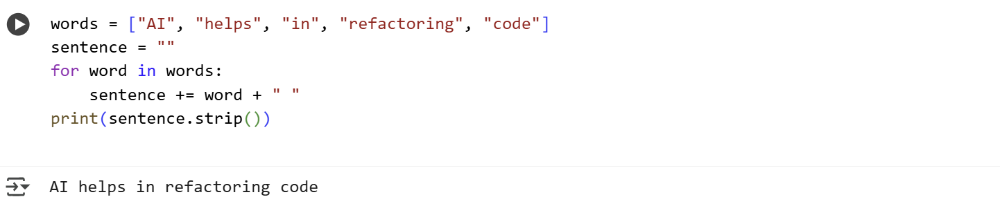 words = ["AI", "helps", "in", "refactoring", "code"]
sentence = ""
for word in words:
    sentence += word + " "
print(sentence.strip())
AI helps in refactoring code